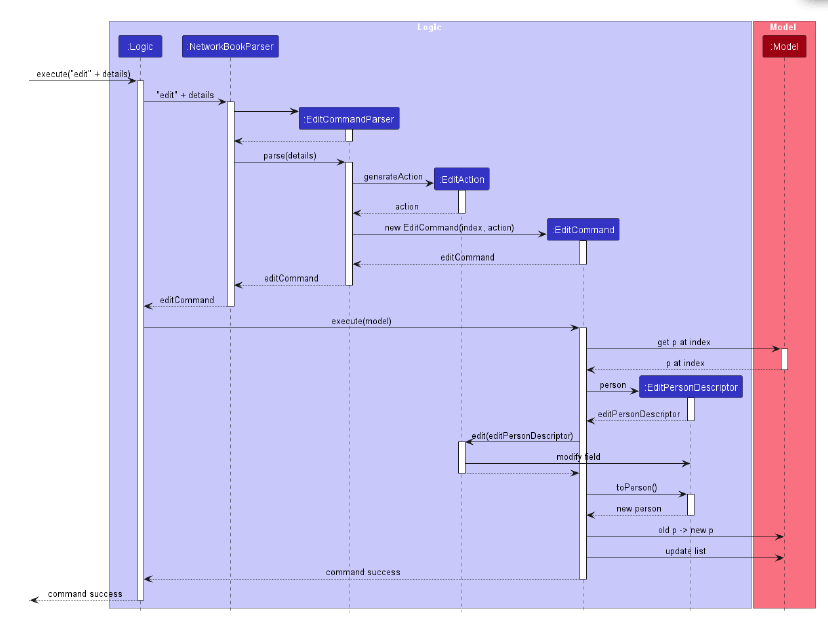 Logic
Model
:Logic
:NetworkBookParser
:Model
execute("edit" + details)
"edit" + details
:EditCommandParser
parse(details)
generateAction
:EditAction
action
new EditCommand(index, action)
:EditCommand
editCommand
editCommand
editCommand
execute(model)
get p at index
p at index
person
:EditPersonDescriptor
editPersonDescriptor
edit(editPersonDescriptor)
modify field
toPerson()
new person
old p -> new p
update list
command success
command success